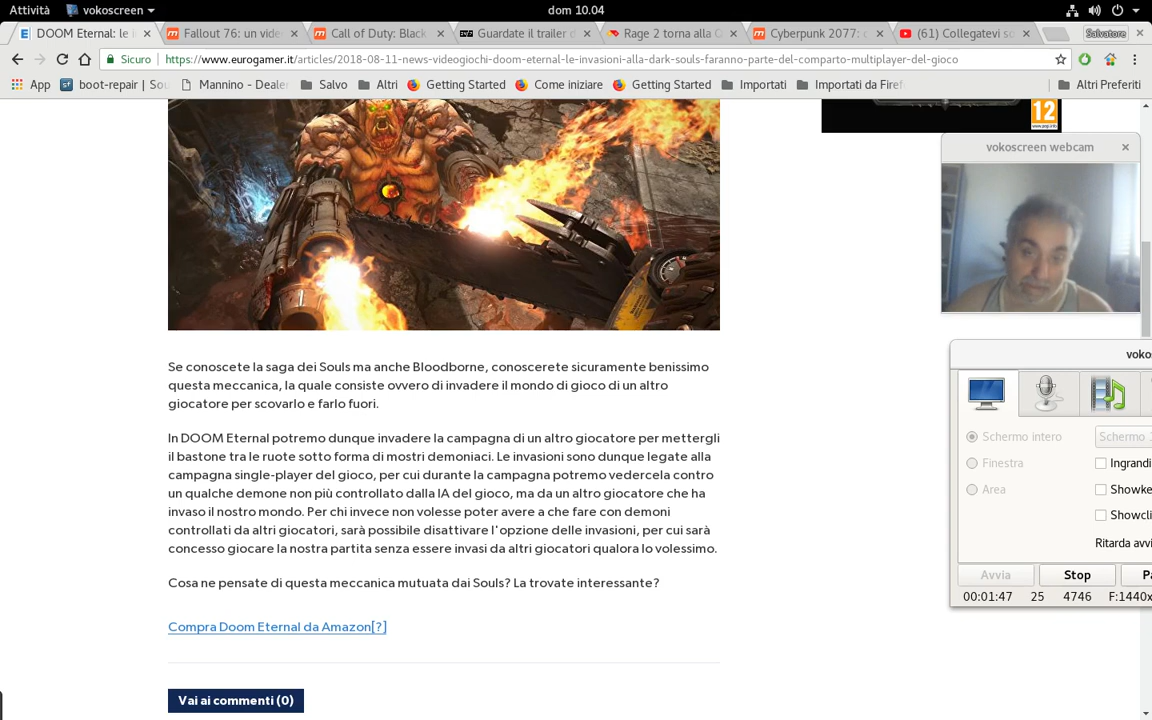 Attività
vokoscreen
dom 10.04
DOOM Eternal: le i
Fallout 76: un vide
Call of Duty: Black
Guardate il trailer d
Rage 2 torna alla Q
Cyberpunk 2077: c
(61) Collegatevi so
Salvatore
Sicuro
https://www.eurogamer.it/articles/2018-08-11-news-videogiochi-doom-eternal-le-invasioni-alla-dark-souls-faranno-parte-del-comparto-multiplayer-del-gioco
App
boot-repair | Sou
Mannino - Dealer
Salvo
Altri
Getting Started
Come iniziare
Getting Started
Importati
Importati da Firef
Altri Preferiti
12
www.pegi.info
vokoscreen webcam
Se conoscete la saga dei Souls ma anche Bloodborne, conoscerete sicuramente benissimo
questa meccanica, la quale consiste ovvero di invadere il mondo di gioco di un altro
giocatore per scovarlo e farlo fuori.
In DOOM Eternal potremo dunque invadere la campagna di un altro giocatore per mettergli
il bastone tra le ruote sotto forma di mostri demoniaci. Le invasioni sono dunque legate alla
campagna single-player del gioco, per cui durante la campagna potremo vedercela contro
un qualche demone non più controllato dalla IA del gioco, ma da un altro giocatore che ha
invaso il nostro mondo. Per chi invece non volesse poter avere a che fare con demoni
controllati da altri giocatori, sarà possibile disattivare l'opzione delle invasioni, per cui sarà
concesso giocare la nostra partita senza essere invasi da altri giocatori qualora lo volessimo.
Cosa ne pensate di questa meccanica mutuata dai Souls? La trovate interessante?
Compra Doom Eternal da Amazon[?]
Vai ai commenti (0)
voko
Schermo intero
Schermo
Finestra
Ingrandi
Area
Showke
Showcli
Ritarda avvi
Avvia
Stop
Pa
00:01:47
25
4746
F:1440x